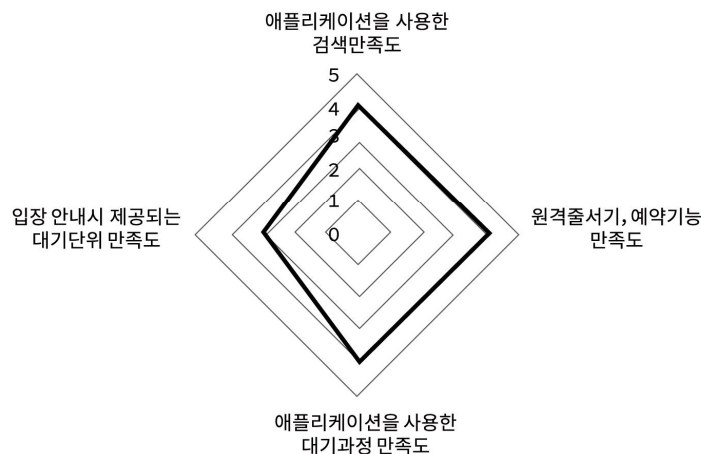 애플리케이션을 사용한
검색만족도
5
4
3
2
1
0
입장 안내시 제공되는
대기단위 만족도
원격줄서기, 예약기능
만족도
애플리케이션을 사용한
대기과정 만족도